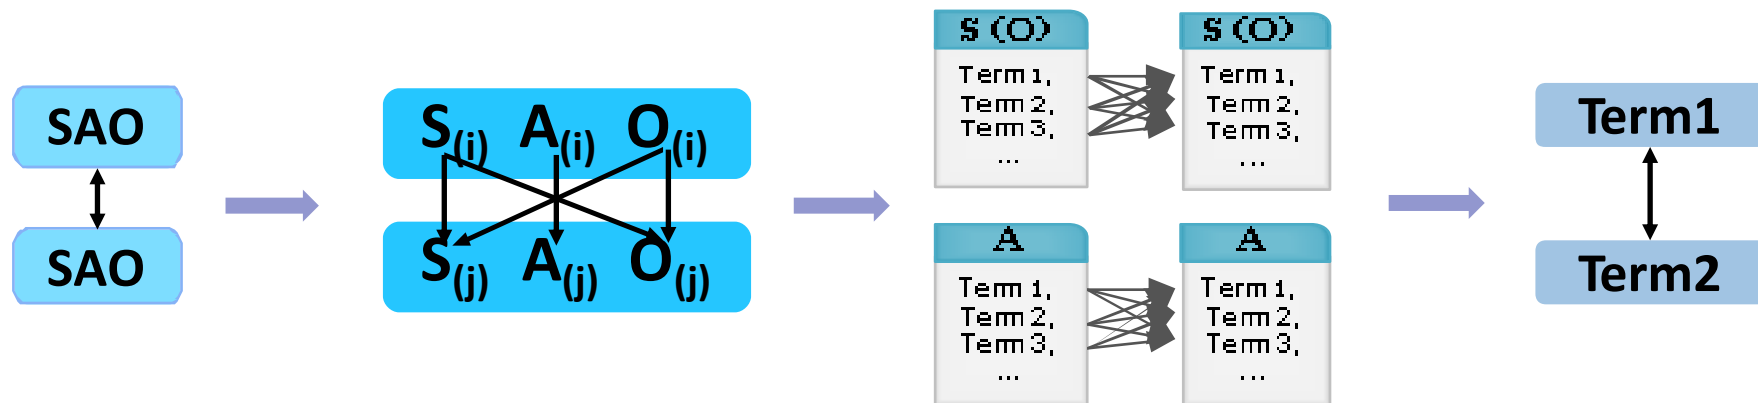 SAO
SAO
S(i) A(i) O(i)
S(j) A(j) O(j)
S (O)
Term 1,
Term 2,
Term 3,
...
S (O)
Term 1,
Term 2,
Term 3,
...
A
Term 1,
Term 2,
Term 3,
...
A
Term 1,
Term 2,
Term 3,
...
Term1
Term2